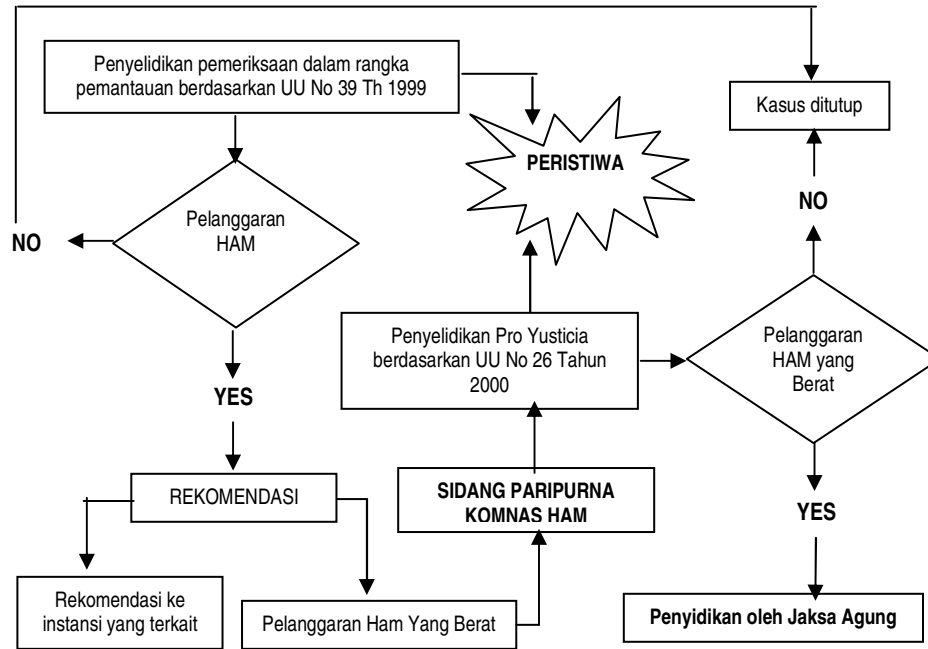 Penyelidikan pemeriksaan dalam rangka
pemantauan berdasarkan UU No 39 Th 1999
Kasus ditutup
PERISTIWA
Pelanggaran
HAM
NO
NO
Penyelidikan Pro Yusticia
berdasarkan UU No 26 Tahun
2000
Pelanggaran
HAM yang
Berat
YES
REKOMENDASI
SIDANG PARIPURNA
KOMNAS HAM
YES
Rekomendasi ke
instansi yang terkait
Pelanggaran Ham Yang Berat
Penyidikan oleh Jaksa Agung